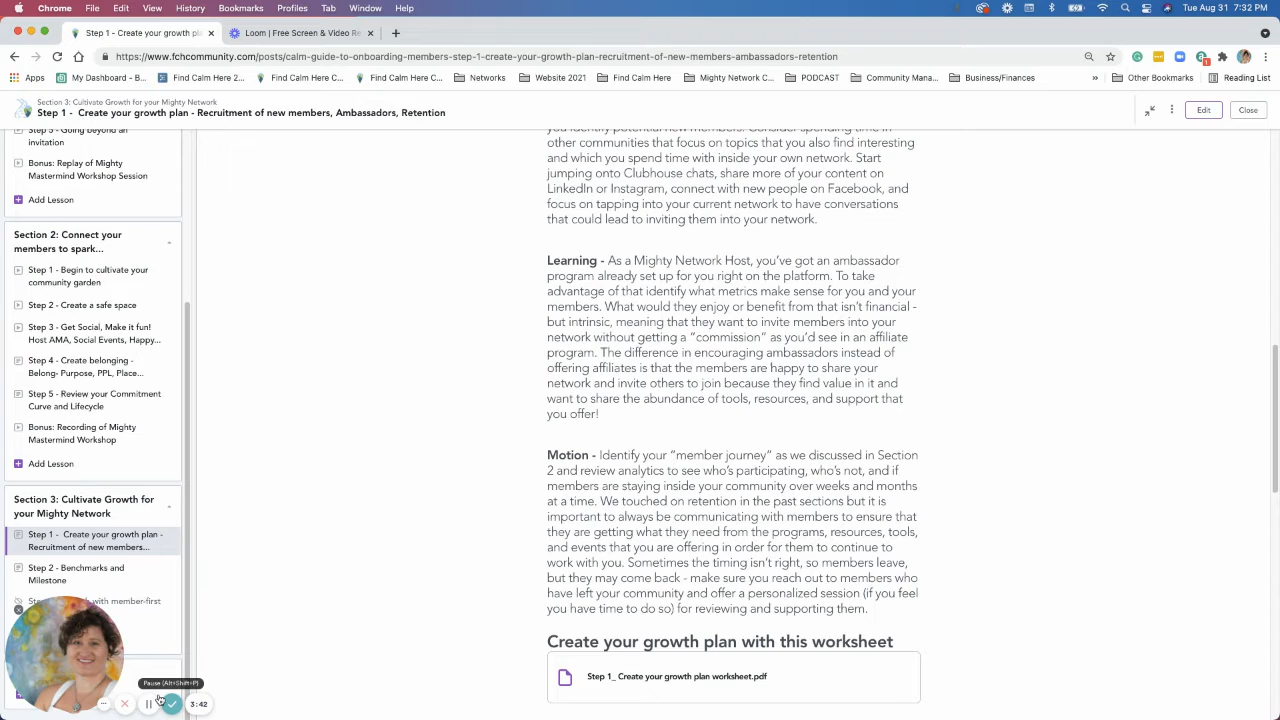 Chrome File Edit View History Bookmarks Profiles Tab Window Help
Tue Aug 31 7:32 PM
Step 1 - Create your growth pl
Loom | Free Screen & Video Re
https://www.fchcommunity.com/posts/calm-guide-to-onboarding-members-step-1-create-your-growth-plan-recruitment-of-new-members-ambassadors-retention
Apps My Dashboard - B... Find Calm Here 2... Find Calm Here C... Find Calm Here C... Networks Website 2021 Find Calm Here Mighty Network C... PODCAST Community Mana... Business/Finances » Other Bookmarks Reading List
Section 3: Cultivate Growth for your Mighty Network
Step 1 - Create your growth plan - Recruitment of new members, Ambassadors, Retention
Edit Close
Step 5 - Going beyond an
invitation
Bonus: Replay of Mighty
Mastermind Workshop Session
Add Lesson
Section 2: Connect your
members to spark...
Step 1 - Begin to cultivate your
community garden
Step 2 - Create a safe space
Step 3 - Get Social, Make it fun!
Host AMA, Social Events, Happy...
Step 4 - Create belonging -
Belong- Purpose, PPL, Place...
Step 5 - Review your Commitment
Curve and Lifecycle
Bonus: Recording of Mighty
Mastermind Workshop
Add Lesson
Section 3: Cultivate Growth for
your Mighty Network
Step 1 - Create your growth plan -
Recruitment of new members...
Step 2 - Benchmarks and
Milestone
with member-first
Pause (Alt+Shift+P)
3:42
you identify potential new members. Consider spending time in
other communities that focus on topics that you also find interesting
and which you spend time with inside your own network. Start
jumping onto Clubhouse chats, share more of your content on
LinkedIn or Instagram, connect with new people on Facebook, and
focus on tapping into your current network to have conversations
that could lead to inviting them into your network.
Learning - As a Mighty Network Host, you've got an ambassador
program already set up for you right on the platform. To take
advantage of that identify what metrics make sense for you and your
members. What would they enjoy or benefit from that isn't financial -
but intrinsic, meaning that they want to invite members into your
network without getting a "commission" as you'd see in an affiliate
program. The difference in encouraging ambassadors instead of
offering affiliates is that the members are happy to share your
network and invite others to join because they find value in it and
want to share the abundance of tools, resources, and support that
you offer!
Motion - Identify your "member journey" as we discussed in Section
2 and review analytics to see who's participating, who's not, and if
members are staying inside your community over weeks and months
at a time. We touched on retention in the past sections but it is
important to always be communicating with members to ensure that
they are getting what they need from the programs, resources, tools,
and events that you are offering in order for them to continue to
work with you. Sometimes the timing isn't right, so members leave,
but they may come back - make sure you reach out to members who
have left your community and offer a personalized session (if you feel
you have time to do so) for reviewing and supporting them.
Create your growth plan with this worksheet
Step 1_ Create your growth plan worksheet.pdf